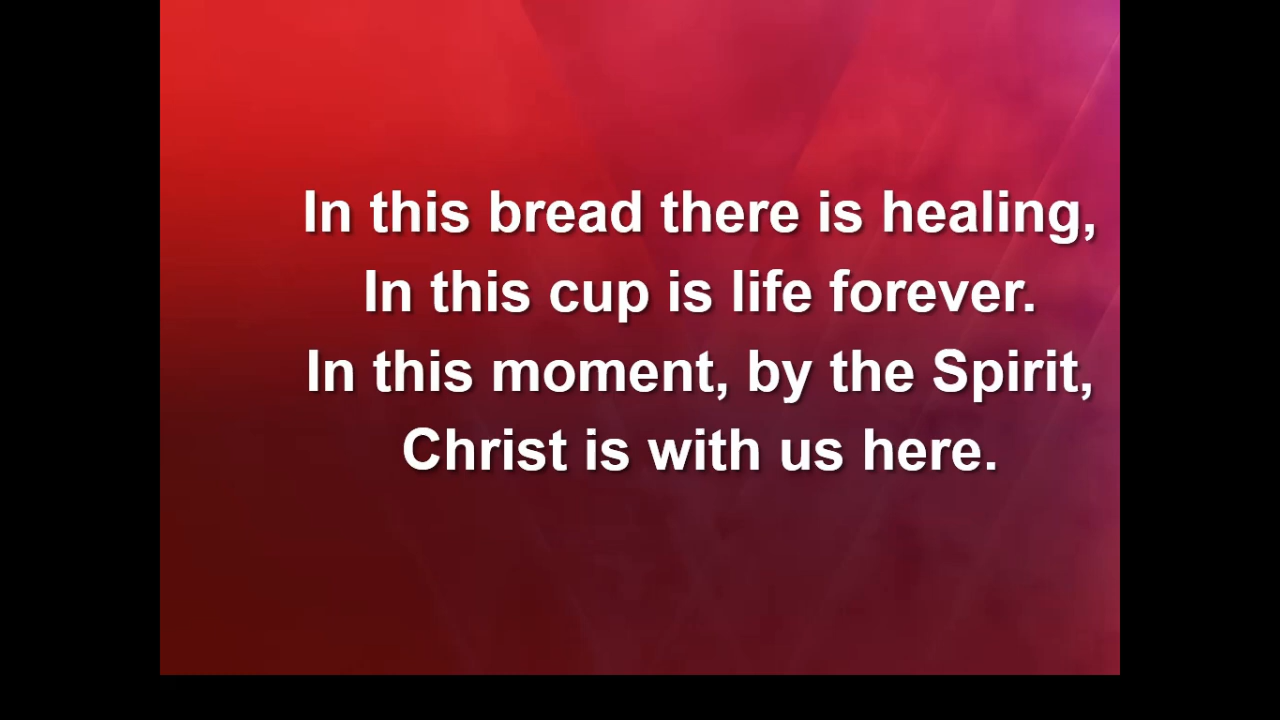 In this bread there is healing,
In this cup is life forever.
In this moment, by the Spirit,
Christ is with us here.